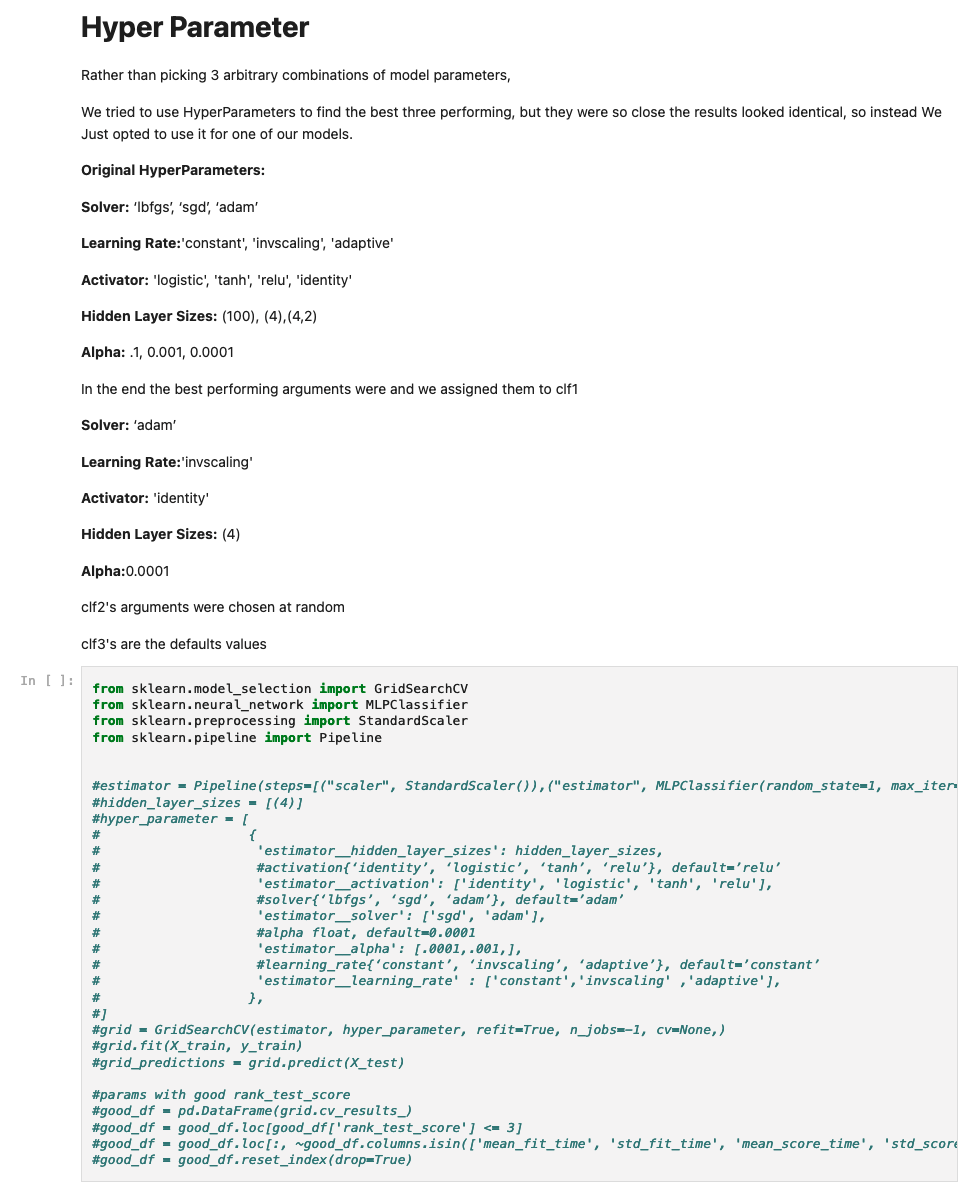 Hyper Parameter
Rather than picking 3 arbitrary combinations of model parameters,
We tried to use HyperParameters to find the best three performing, but they were so close the results looked identical, so instead We
Just opted to use it for one of our models.
Original HyperParameters:
Solver: ‘lbfgs’, ‘sgd’, ‘adam’
Learning Rate:'constant', 'invscaling', 'adaptive'
Activator: 'logistic', 'tanh', 'relu', 'identity'
Hidden Layer Sizes: (100), (4),(4,2)
Alpha: .1, 0.001, 0.0001
In the end the best performing arguments were and we assigned them to clf1
Solver: ‘adam’
Learning Rate:'invscaling'
Activator: 'identity'
Hidden Layer Sizes: (4)
Alpha:0.0001
clf2's arguments were chosen at random
clf3's are the defaults values
In [ ]:
from sklearn.model_selection import GridSearchCV
from sklearn.neural_network import MLPClassifier
from sklearn.preprocessing import StandardScaler
from sklearn.pipeline import Pipeline
#estimator = Pipeline(steps=[("scaler", StandardScaler()),("estimator", MLPClassifier(random_state=1, max_iter=
#hidden_layer_sizes = [(4)]
#hyper_parameter = [
#                   {
#                    'estimator__hidden_layer_sizes': hidden_layer_sizes,
#                    #activation{‘identity’, ‘logistic’, ‘tanh’, ‘relu’}, default=’relu’
#                    'estimator__activation': ['identity', 'logistic', 'tanh', 'relu'],
#                    #solver{‘lbfgs’, ‘sgd’, ‘adam’}, default=’adam’
#                    'estimator__solver': ['sgd', 'adam'],
#                    #alpha float, default=0.0001
#                    'estimator__alpha': [.0001,.001,],
#                    #learning_rate{‘constant’, ‘invscaling’, ‘adaptive’}, default=’constant’
#                    'estimator__learning_rate' : ['constant','invscaling' ,'adaptive'],
#                   },
#]
#grid = GridSearchCV(estimator, hyper_parameter, refit=True, n_jobs=-1, cv=None,)
#grid.fit(X_train, y_train)
#grid_predictions = grid.predict(X_test)
#params with good rank_test_score
#good_df = pd.DataFrame(grid.cv_results_)
#good_df = good_df.loc[good_df['rank_test_score'] <= 3]
#good_df = good_df.loc[:, ~good_df.columns.isin(['mean_fit_time', 'std_fit_time', 'mean_score_time', 'std_score
#good_df = good_df.reset_index(drop=True)